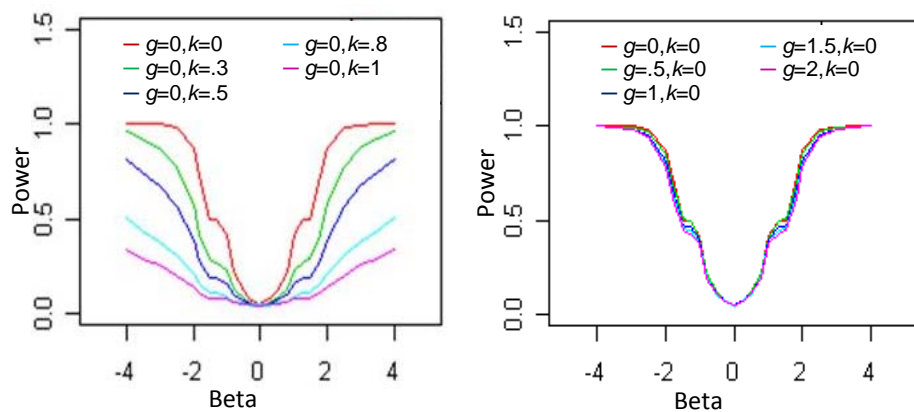 1.5
1.0
0.5
0.0
Power
g=0,k=0
g=0,k=.3
g=0,k=.5
g=0,k=.8
g=0,k=1
-4 -2 0 2 4
Beta
1.5
1.0
0.5
0.0
Power
g=0,k=0
g=.5,k=0
g=1,k=0
g=1.5,k=0
g=2,k=0
-4 -2 0 2 4
Beta